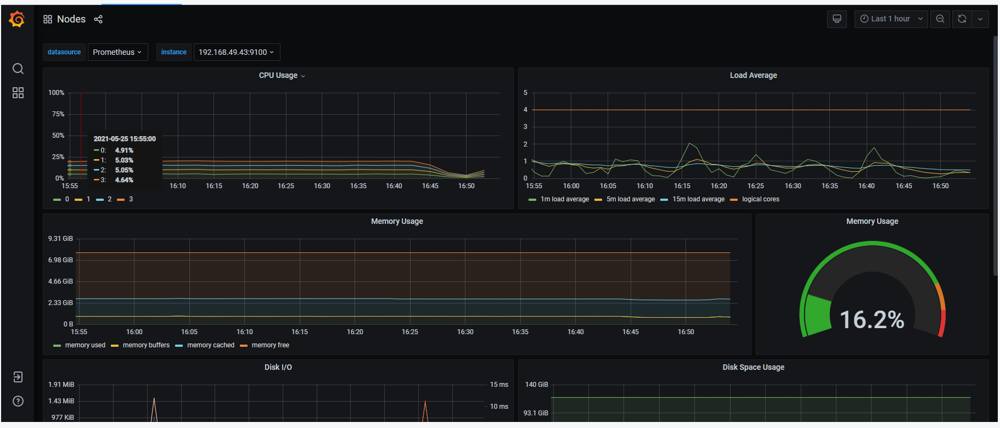 Nodes
Last 1 hour
datasource Prometheus instance 192.168.49.43:9100
CPU Usage
100%
75%
50%
25%
0%
2021-05-25 15:55:00
0: 4.91%
1: 5.03%
2: 5.05%
3: 4.64%
15:55 16:10 16:15 16:20 16:25 16:30 16:35 16:40 16:45 16:50
0 1 2 3
Load Average
5
4
3
2
1
0
15:55 16:00 16:05 16:10 16:15 16:20 16:25 16:30 16:35 16:40 16:45 16:50
1m load average 5m load average 15m load average logical cores
Memory Usage
9.31 GiB
6.98 GiB
4.66 GiB
2.33 GiB
0 B
15:55 16:00 16:05 16:10 16:15 16:20 16:25 16:30 16:35 16:40 16:45 16:50
memory used memory buffers memory cached memory free
Memory Usage
16.2%
Disk I/O
1.91 MiB
1.43 MiB
977 KiB
15 ms
10 ms
Disk Space Usage
140 GiB
93.1 GiB